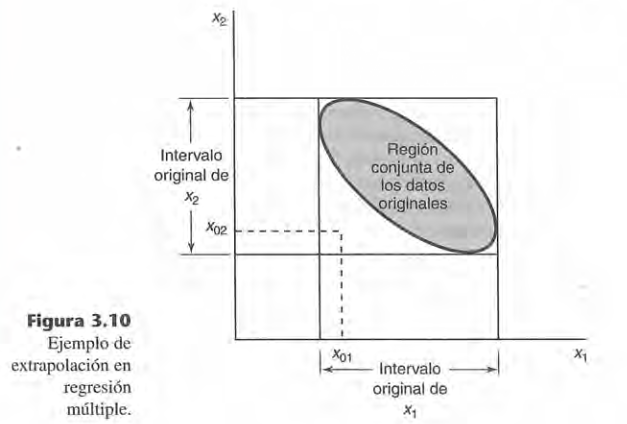 x₂
Intervalo
original de
x₂
Región
conjunta de
los datos
originales
x₀₂
x₀₁
x₁
Intervalo
original de
x₁
Figura 3.10
Ejemplo de
extrapolación en
regresión
múltiple.